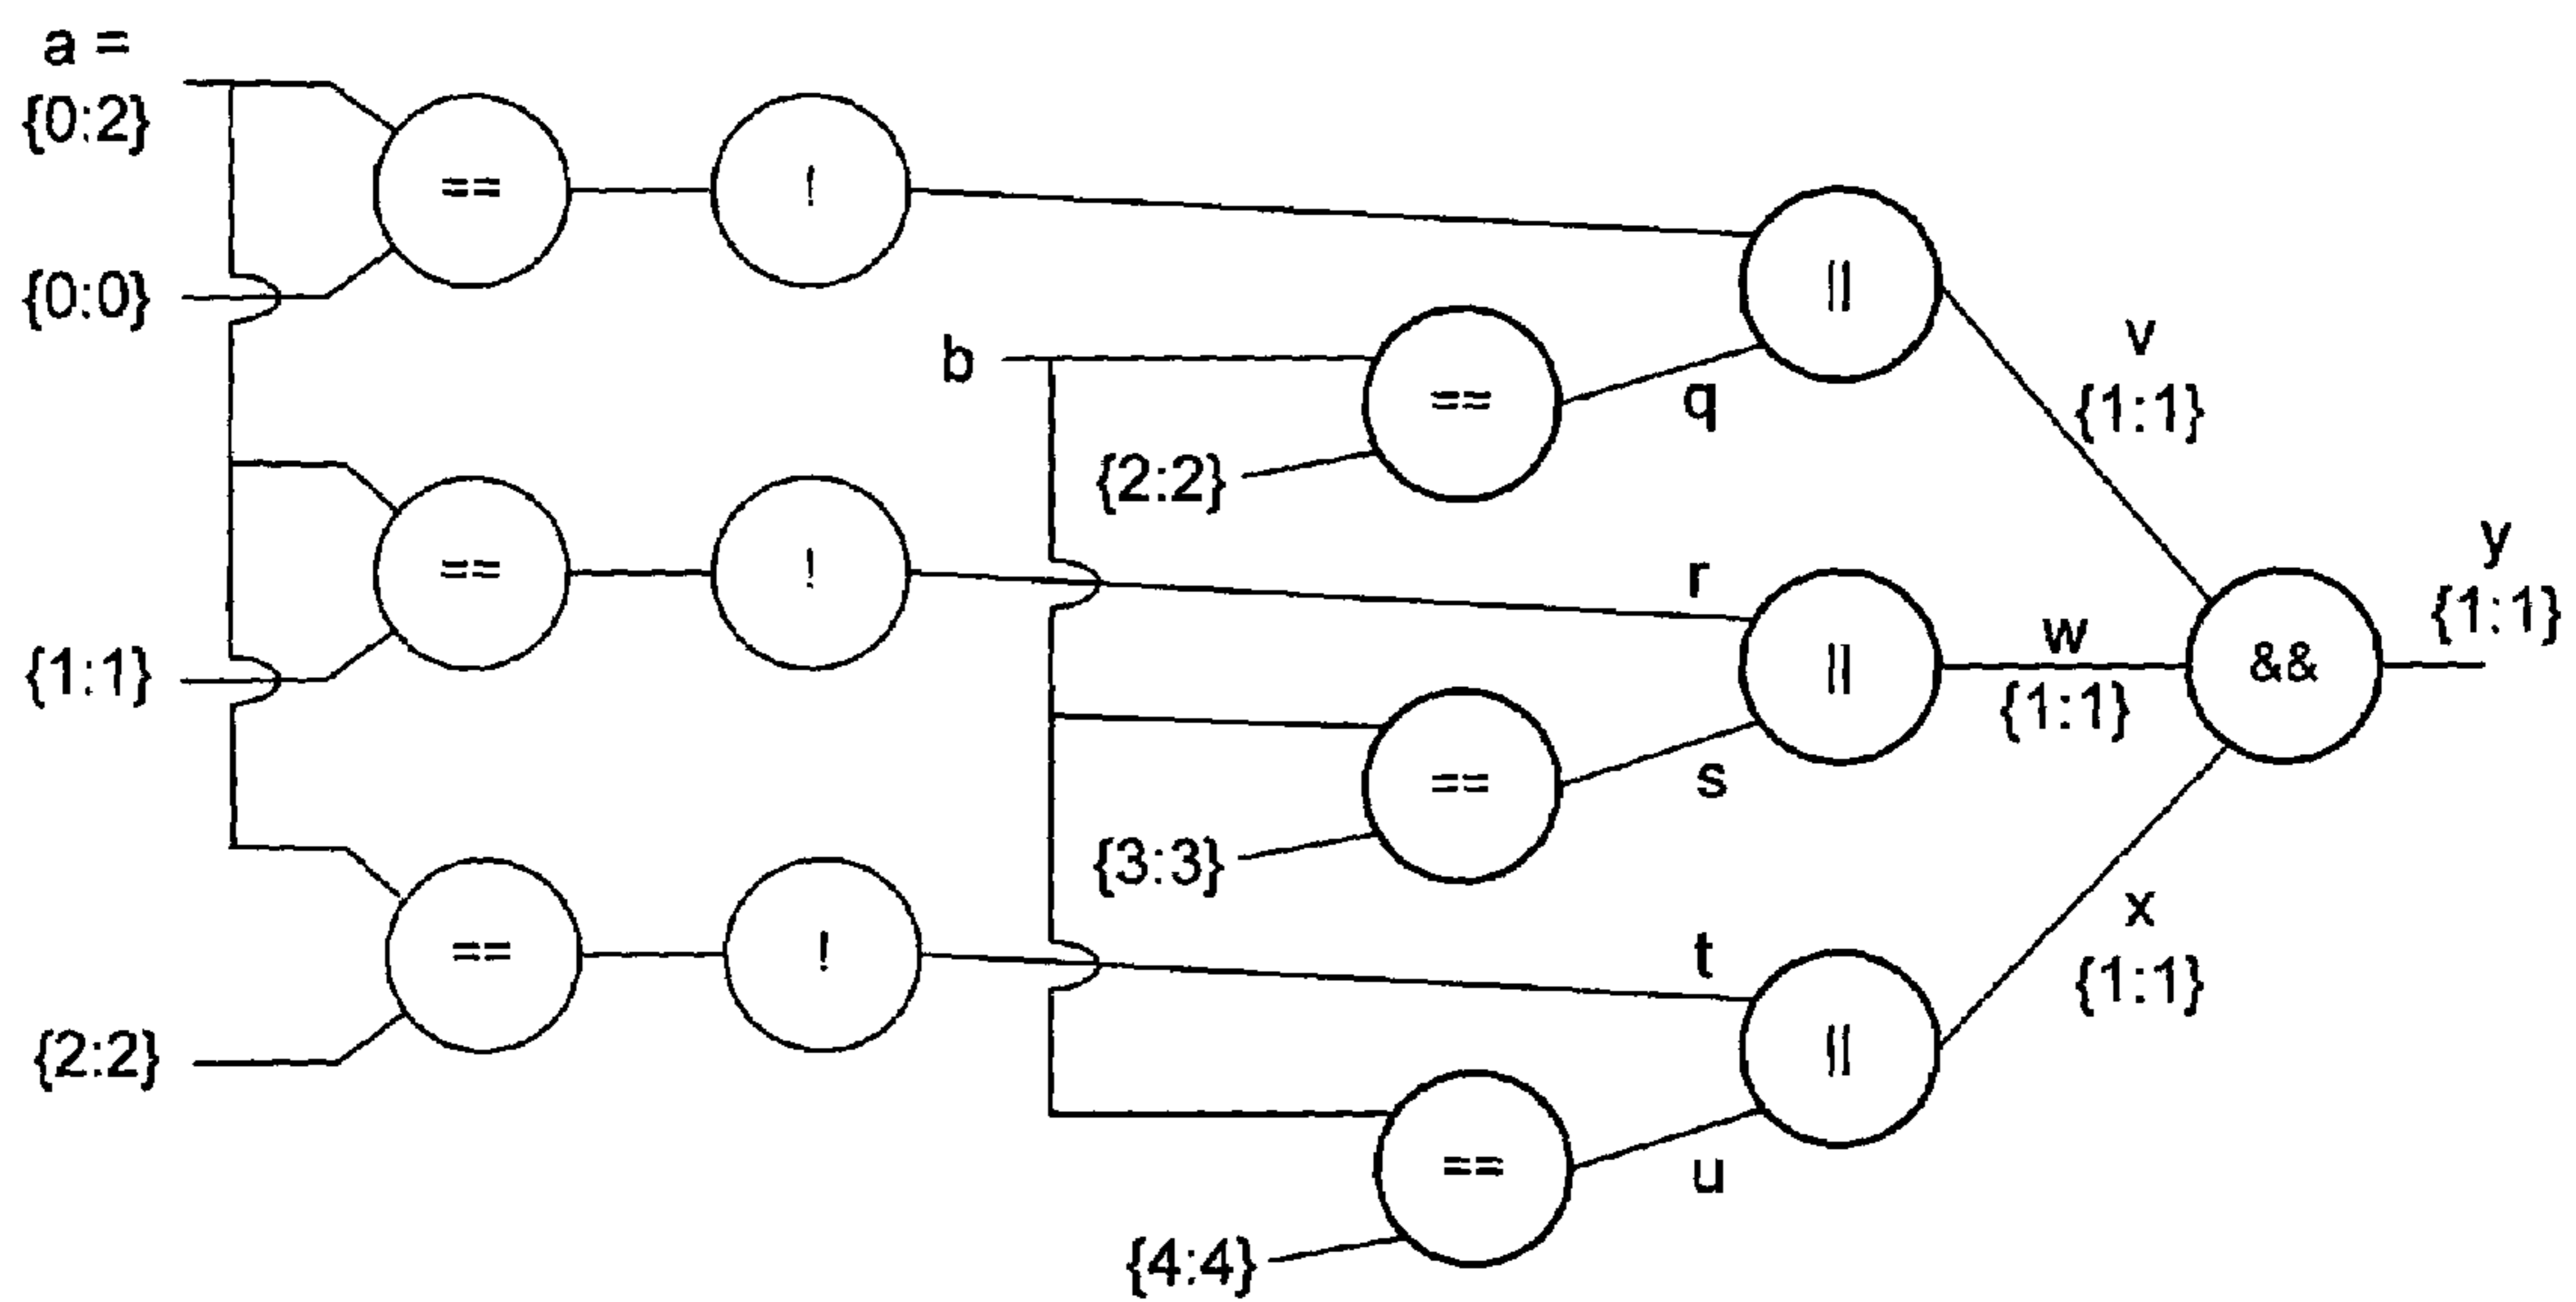 a =
{0:2}
== !
{0:0}
||
b
v
q
==
{1:1}
{2:2}
y
r
{1:1}
== !
w
||
&&
{1:1}
{1:1}
s
==
{3:3}
x
t
== !
{1:1}
||
{2:2}
u
==
{4:4}